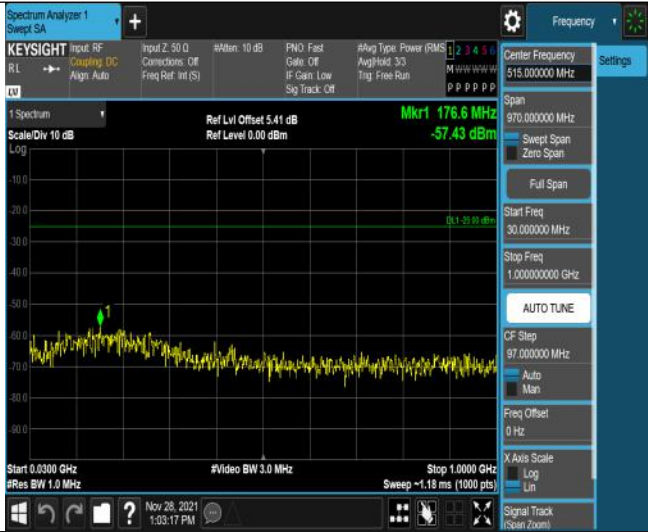 Spectrum Analyzer 1
Swept SA
+
Frequency
KEYSIGHT
Input: RF
Input Z: 50 Ω
#Atten: 10 dB
PNO: Fast
#Avg Type: Power (RMS
1 2 3 4 5 6
RL
Coupling: DC
Corrections: Off
Gate: Off
Avg|Hold: 3/3
M W W W W W
Align: Auto
Freq Ref: Int (S)
IF Gain: Low
Trig: Free Run
P P P P P P
LV
Sig Track: Off
1 Spectrum
Ref Lvl Offset 5.41 dB
Mkr1 176.6 MHz
Scale/Div 10 dB
Ref Level 0.00 dBm
-57.43 dBm
Log
-10.0
-20.0
DL1 -25.00 dBm
-30.0
-40.0
-50.0
1
-60.0
-70.0
-80.0
-90.0
Start 0.0300 GHz
#Video BW 3.0 MHz
Stop 1.0000 GHz
#Res BW 1.0 MHz
Sweep ~1.18 ms (1000 pts)
?
Nov 28, 2021
1:03:17 PM
Center Frequency
515.000000 MHz
Settings
Span
970.000000 MHz
Swept Span
Zero Span
Full Span
Start Freq
30.000000 MHz
Stop Freq
1.000000000 GHz
AUTO TUNE
CF Step
97.000000 MHz
Auto
Man
Freq Offset
0 Hz
X Axis Scale
Log
Lin
Signal Track
(Span Zoom)